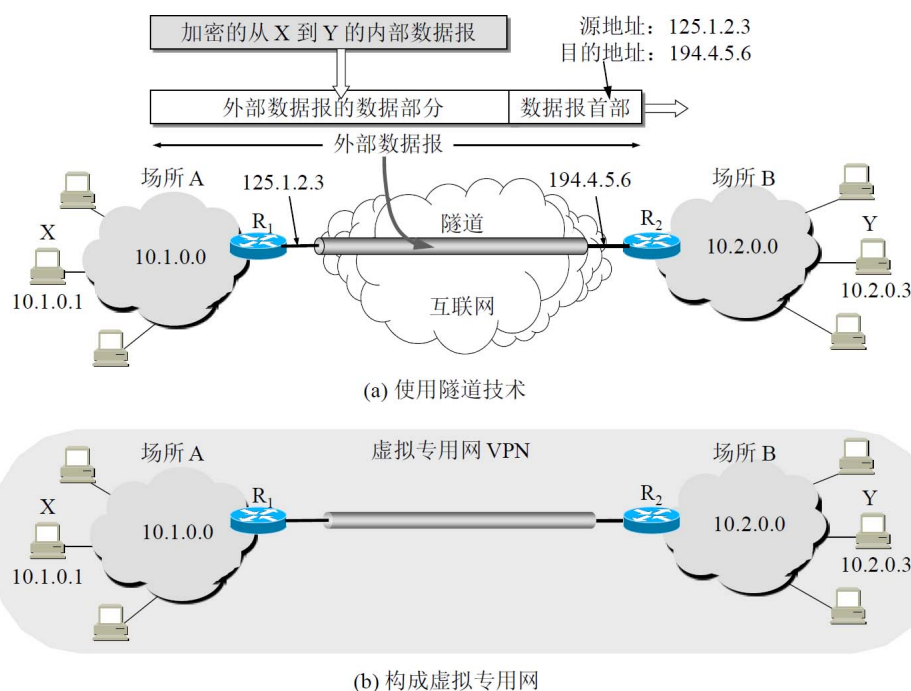 加密的从 X 到 Y 的内部数据报
源地址：125.1.2.3
目的地址：194.4.5.6
外部数据报的数据部分
数据报首部
外部数据报
场所 A
125.1.2.3
194.4.5.6
场所 B
X
R1
隧道
R2
Y
10.1.0.0
10.2.0.0
10.1.0.1
互联网
10.2.0.3
(a) 使用隧道技术
场所 A
虚拟专用网 VPN
场所 B
X
R1
R2
Y
10.1.0.0
10.2.0.0
10.1.0.1
10.2.0.3
(b) 构成虚拟专用网